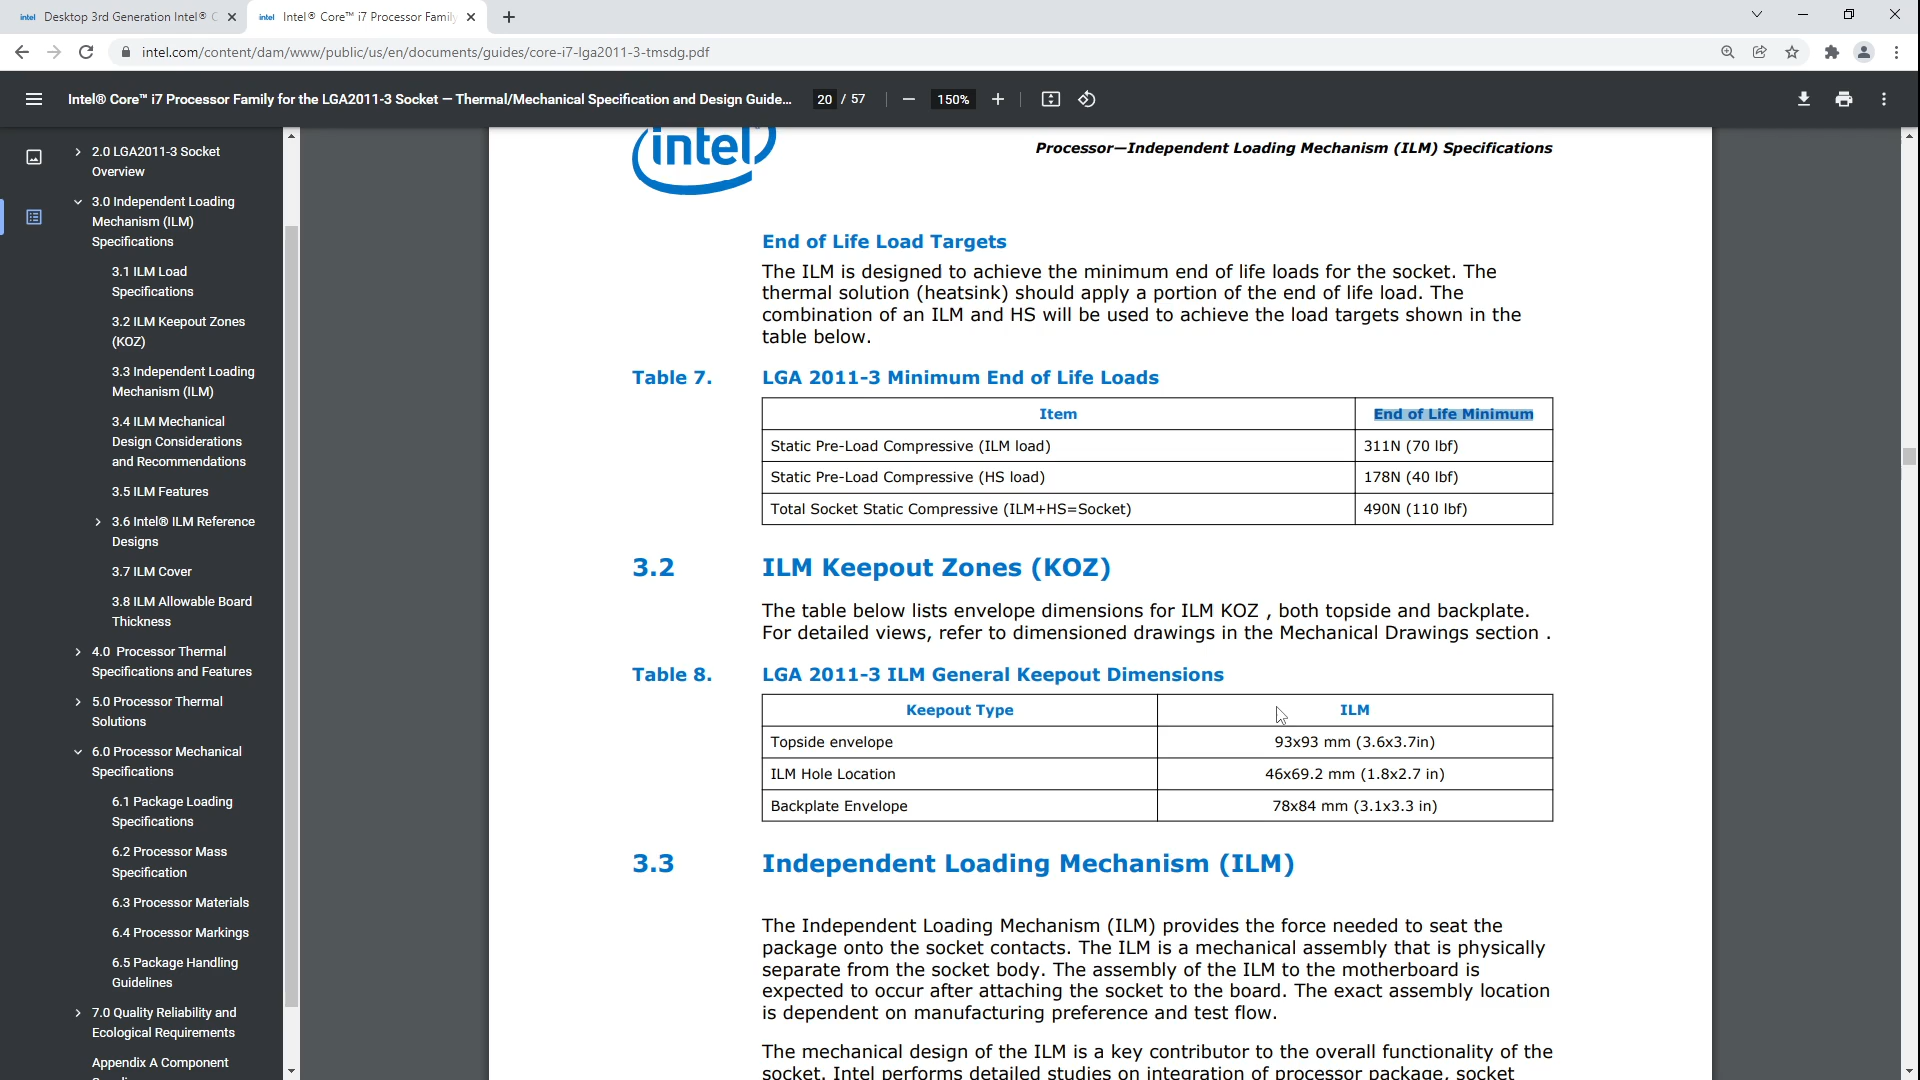 intel Desktop 3rd Generation Intel® C
intel Intel® Core™ i7 Processor Family
intel.com/content/dam/www/public/us/en/documents/guides/core-i7-lga2011-3-tmsdg.pdf
Intel® Core™ i7 Processor Family for the LGA2011-3 Socket — Thermal/Mechanical Specification and Design Guide...
20 / 57
150%
2.0 LGA2011-3 Socket
Overview
3.0 Independent Loading
Mechanism (ILM)
Specifications
3.1 ILM Load
Specifications
3.2 ILM Keepout Zones
(KOZ)
3.3 Independent Loading
Mechanism (ILM)
3.4 ILM Mechanical
Design Considerations
and Recommendations
3.5 ILM Features
3.6 Intel® ILM Reference
Designs
3.7 ILM Cover
3.8 ILM Allowable Board
Thickness
4.0 Processor Thermal
Specifications and Features
5.0 Processor Thermal
Solutions
6.0 Processor Mechanical
Specifications
6.1 Package Loading
Specifications
6.2 Processor Mass
Specification
6.3 Processor Materials
6.4 Processor Markings
6.5 Package Handling
Guidelines
7.0 Quality Reliability and
Ecological Requirements
Appendix A Component
intel
Processor—Independent Loading Mechanism (ILM) Specifications
End of Life Load Targets
The ILM is designed to achieve the minimum end of life loads for the socket. The
thermal solution (heatsink) should apply a portion of the end of life load. The
combination of an ILM and HS will be used to achieve the load targets shown in the
table below.
Table 7. LGA 2011-3 Minimum End of Life Loads
Item End of Life Minimum
Static Pre-Load Compressive (ILM load) 311N (70 lbf)
Static Pre-Load Compressive (HS load) 178N (40 lbf)
Total Socket Static Compressive (ILM+HS=Socket) 490N (110 lbf)
3.2 ILM Keepout Zones (KOZ)
The table below lists envelope dimensions for ILM KOZ , both topside and backplate.
For detailed views, refer to dimensioned drawings in the Mechanical Drawings section .
Table 8. LGA 2011-3 ILM General Keepout Dimensions
Keepout Type ILM
Topside envelope 93x93 mm (3.6x3.7in)
ILM Hole Location 46x69.2 mm (1.8x2.7 in)
Backplate Envelope 78x84 mm (3.1x3.3 in)
3.3 Independent Loading Mechanism (ILM)
The Independent Loading Mechanism (ILM) provides the force needed to seat the
package onto the socket contacts. The ILM is a mechanical assembly that is physically
separate from the socket body. The assembly of the ILM to the motherboard is
expected to occur after attaching the socket to the board. The exact assembly location
is dependent on manufacturing preference and test flow.
The mechanical design of the ILM is a key contributor to the overall functionality of the
socket. Intel performs detailed studies on integration of processor package, socket